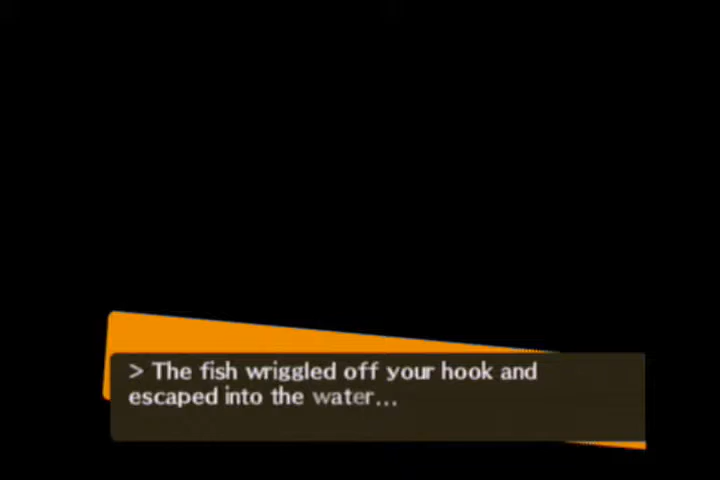 > The fish wriggled off your hook and
escaped into the water...